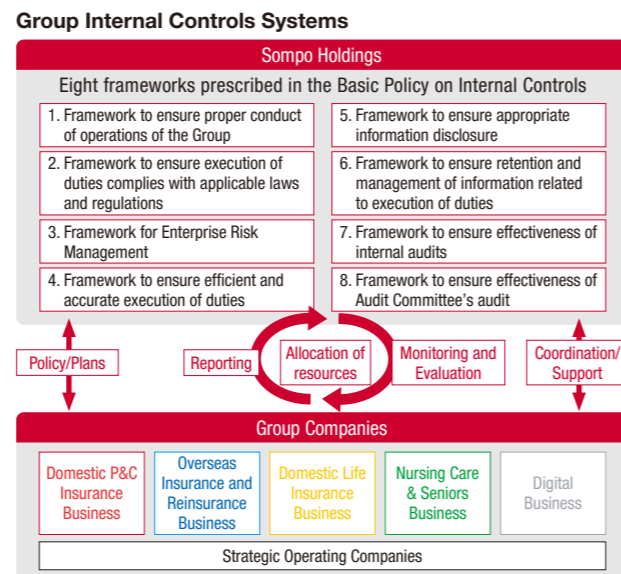 Group Internal Controls Systems
Sompo Holdings
Eight frameworks prescribed in the Basic Policy on Internal Controls
1. Framework to ensure proper conduct
of operations of the Group
2. Framework to ensure execution of
duties complies with applicable laws
and regulations
3. Framework for Enterprise Risk
Management
4. Framework to ensure efficient and
accurate execution of duties
5. Framework to ensure appropriate
information disclosure
6. Framework to ensure retention and
management of information related
to execution of duties
7. Framework to ensure effectiveness of
internal audits
8. Framework to ensure effectiveness of
Audit Committee's audit
Policy/Plans
Reporting
Allocation of
resources
Monitoring and
Evaluation
Coordination/
Support
Group Companies
Domestic P&C
Insurance
Business
Overseas
Insurance and
Reinsurance
Business
Domestic Life
Insurance
Business
Nursing Care
& Seniors
Business
Digital
Business
Strategic Operating Companies